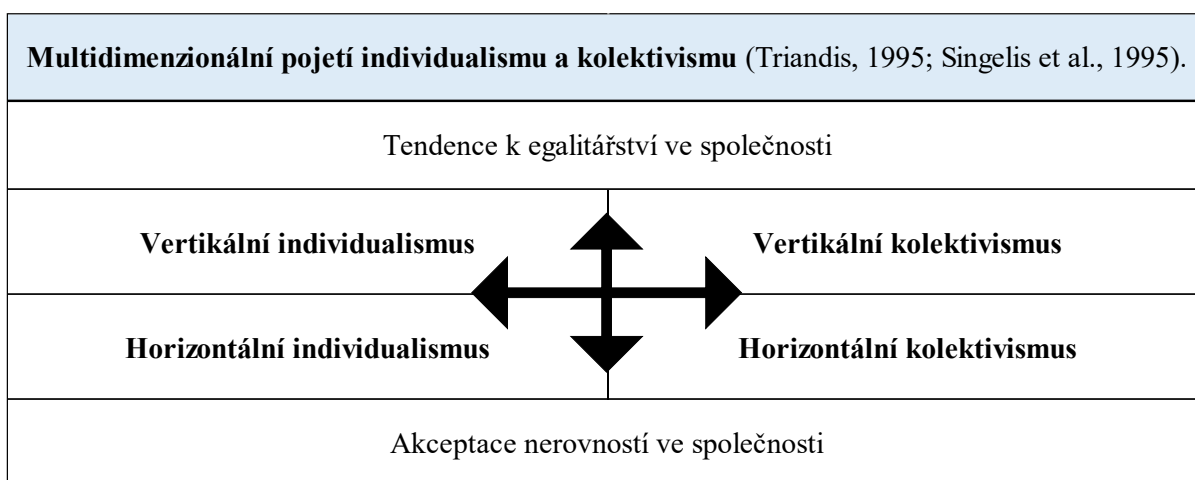 Multidimenzionální pojetí individualismu a kolektivismu (Triandis, 1995; Singelis et al., 1995).
Tendence k egalitářství ve společnosti
Vertikální individualismus
Vertikální kolektivismus
Horizontální individualismus
Horizontální kolektivismus
Akceptace nerovností ve společnosti